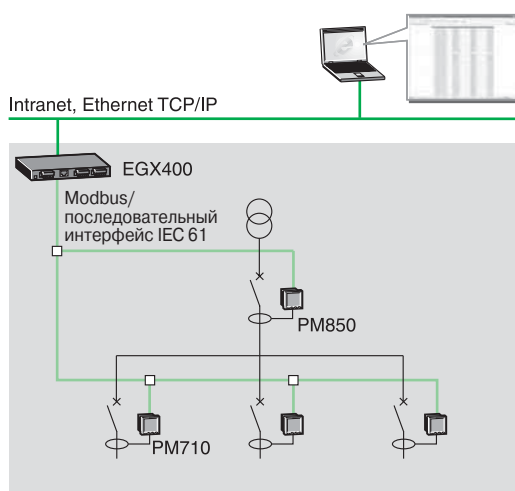 Intranet, Ethernet TCP/IP
EGX400
Modbus/
последовательный
интерфейс IEC 61
PM850
PM710